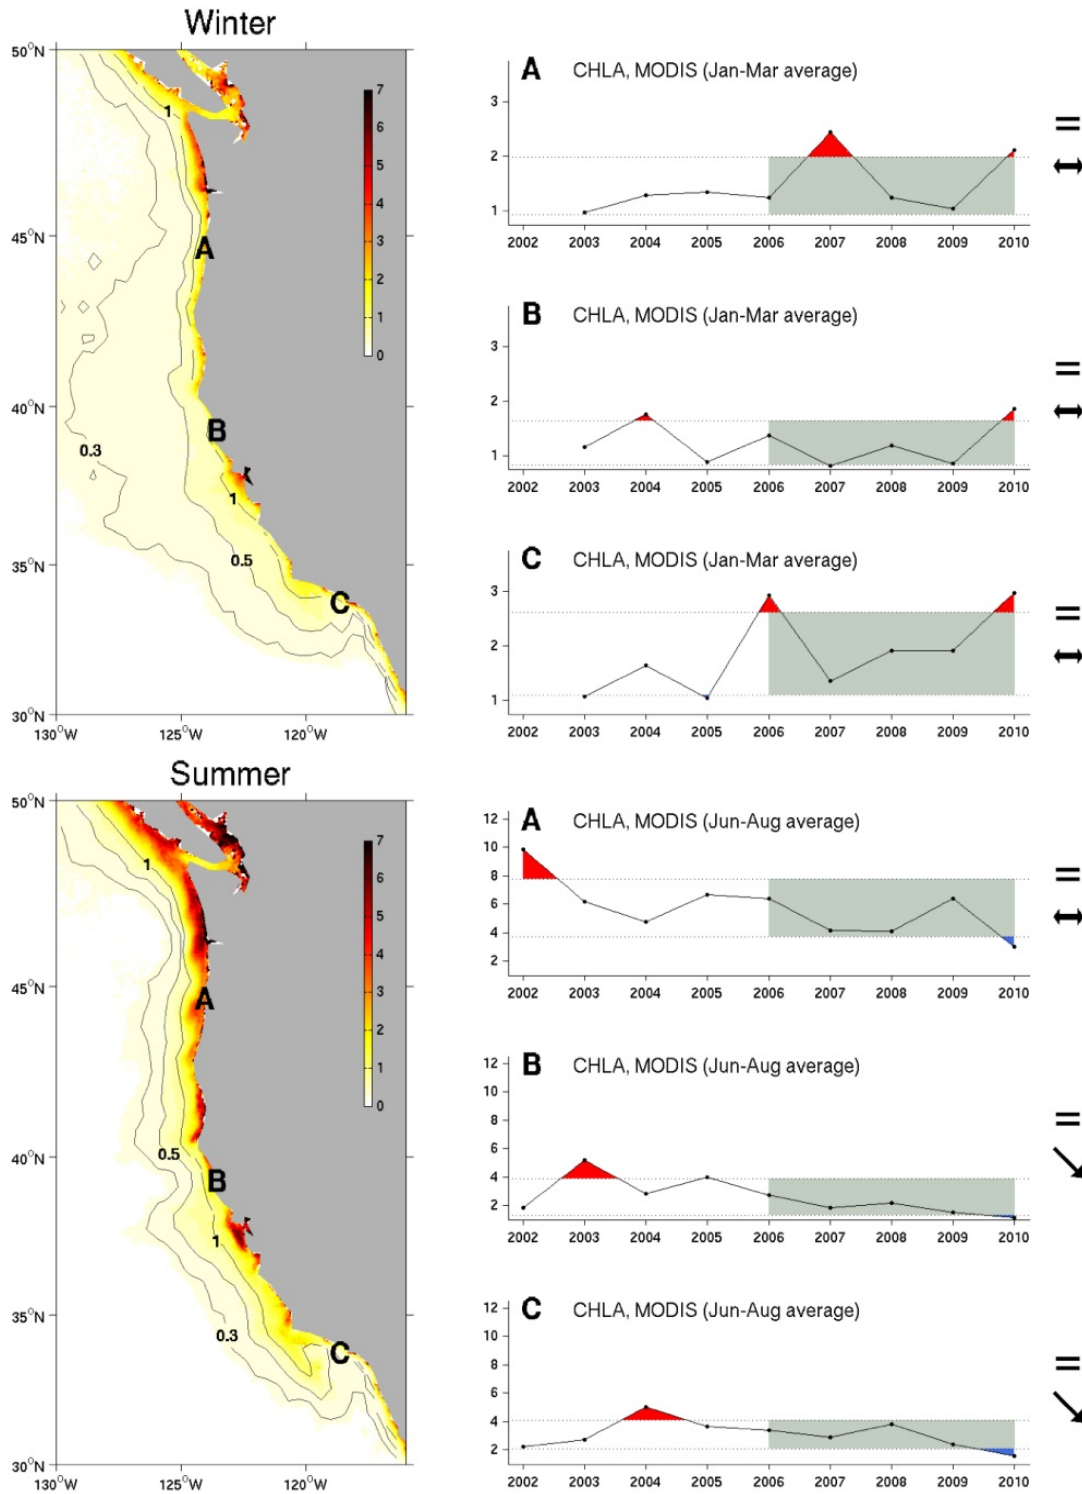 Winter
50°N
45°N
40°N
35°N
30°N
130°W
125°W
120°W
1
0.3
1
0.5
A
B
C
7
6
5
4
3
2
1
0
A CHLA, MODIS (Jan-Mar average)
3
2
1
2002 2003 2004 2005 2006 2007 2008 2009 2010
=
B CHLA, MODIS (Jan-Mar average)
3
2
1
2002 2003 2004 2005 2006 2007 2008 2009 2010
=
C CHLA, MODIS (Jan-Mar average)
3
2
1
2002 2003 2004 2005 2006 2007 2008 2009 2010
=
Summer
50°N
45°N
40°N
35°N
30°N
130°W
125°W
120°W
1
0.5
1
0.3
A
B
C
7
6
5
4
3
2
1
0
A CHLA, MODIS (Jun-Aug average)
12
10
8
6
4
2
2002 2003 2004 2005 2006 2007 2008 2009 2010
=
B CHLA, MODIS (Jun-Aug average)
12
10
8
6
4
2
2002 2003 2004 2005 2006 2007 2008 2009 2010
=
C CHLA, MODIS (Jun-Aug average)
12
10
8
6
4
2
2002 2003 2004 2005 2006 2007 2008 2009 2010
=